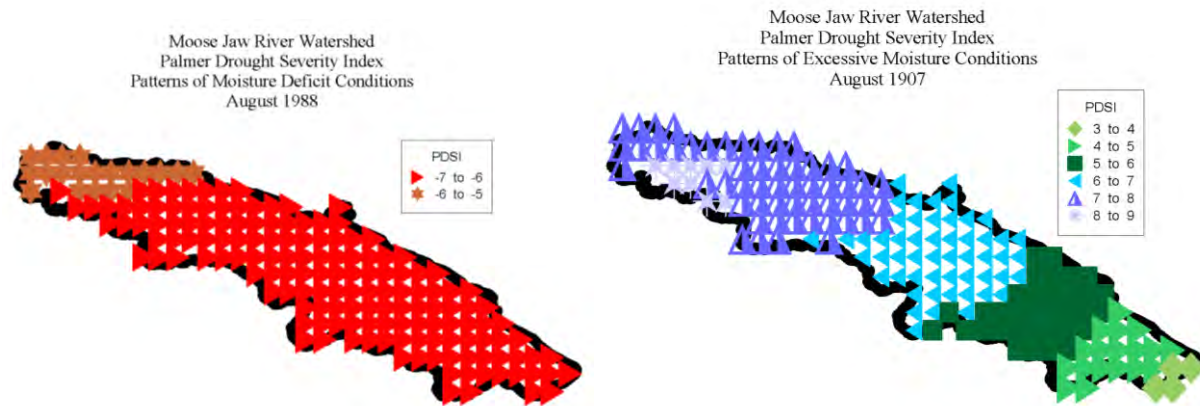 Moose Jaw River Watershed
Palmer Drought Severity Index
Patterns of Moisture Deficit Conditions
August 1988
PDSI
-7 to -6
-6 to -5
Moose Jaw River Watershed
Palmer Drought Severity Index
Patterns of Excessive Moisture Conditions
August 1907
PDSI
3 to 4
4 to 5
5 to 6
6 to 7
7 to 8
8 to 9